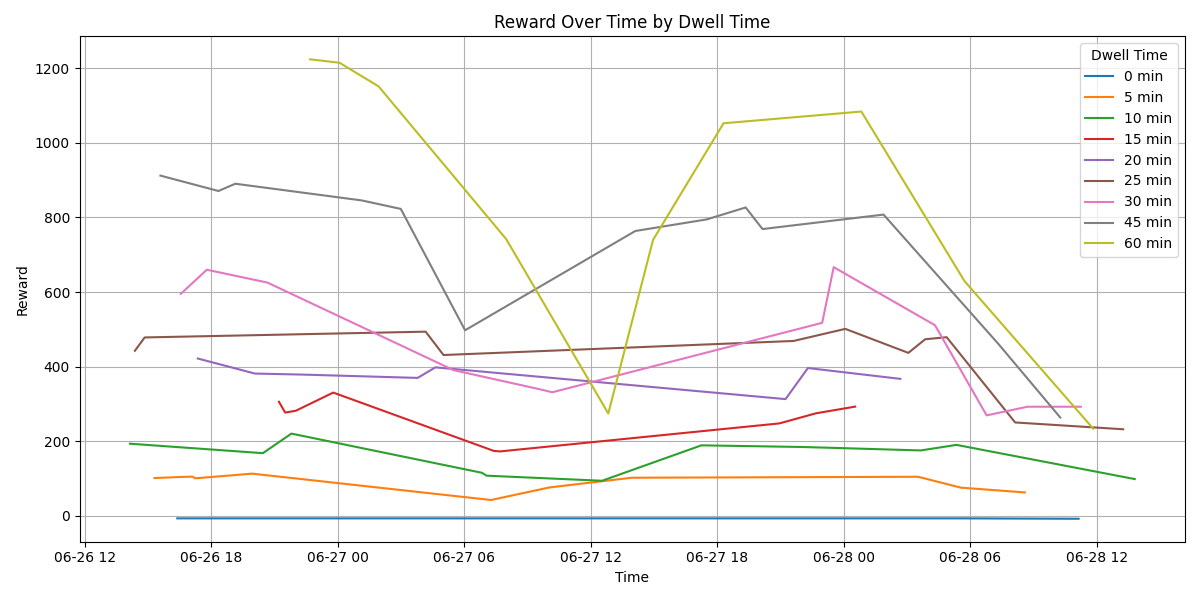 Reward Over Time by Dwell Time
Reward
1200
1000
800
600
400
200
0
06-26 12
06-26 18
06-27 00
06-27 06
06-27 12
06-27 18
06-28 00
06-28 06
06-28 12
Time
Dwell Time
0 min
5 min
10 min
15 min
20 min
25 min
30 min
45 min
60 min